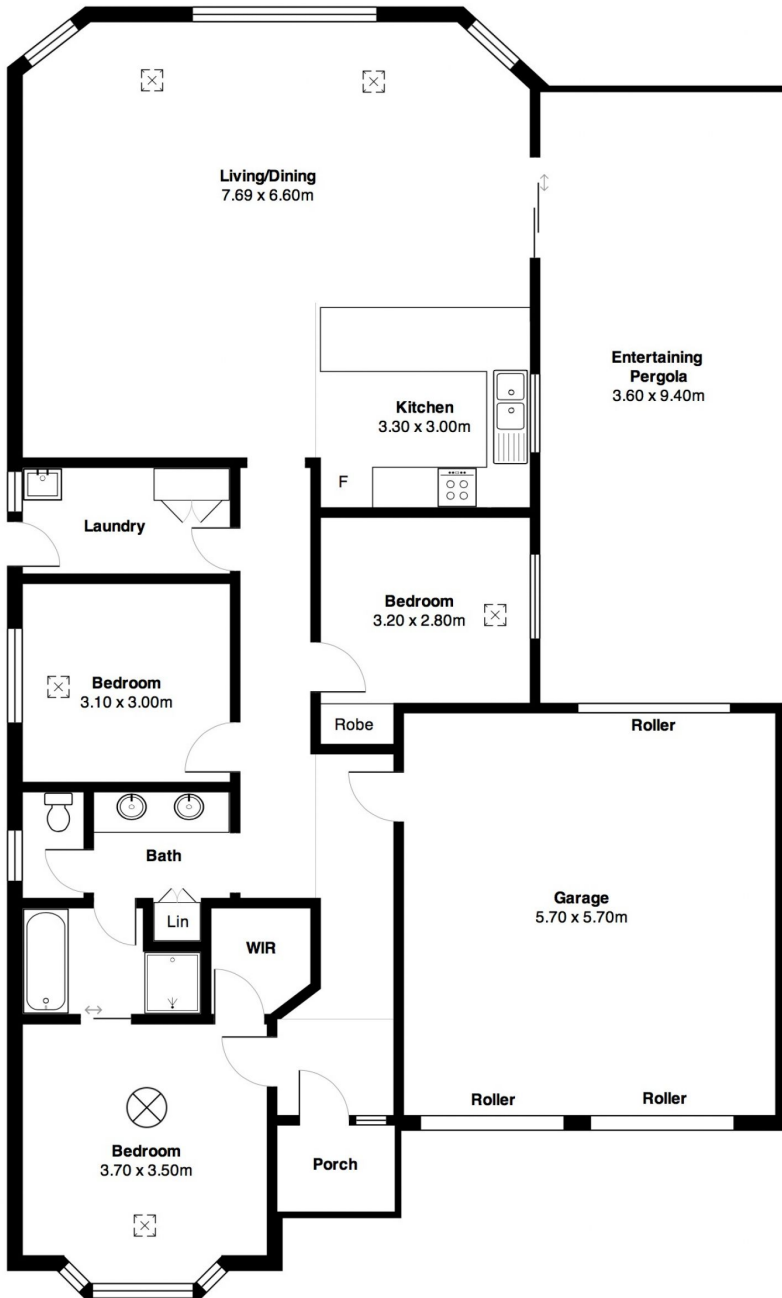 Living/Dining
7.69 x 6.60m
Entertaining
Pergola
3.60 x 9.40m
Kitchen
3.30 x 3.00m
F
Laundry
Bedroom
3.20 x 2.80m
Bedroom
3.10 x 3.00m
Robe
Roller
Bath
Lin
WIR
Garage
5.70 x 5.70m
Roller
Roller
Bedroom
3.70 x 3.50m
Porch